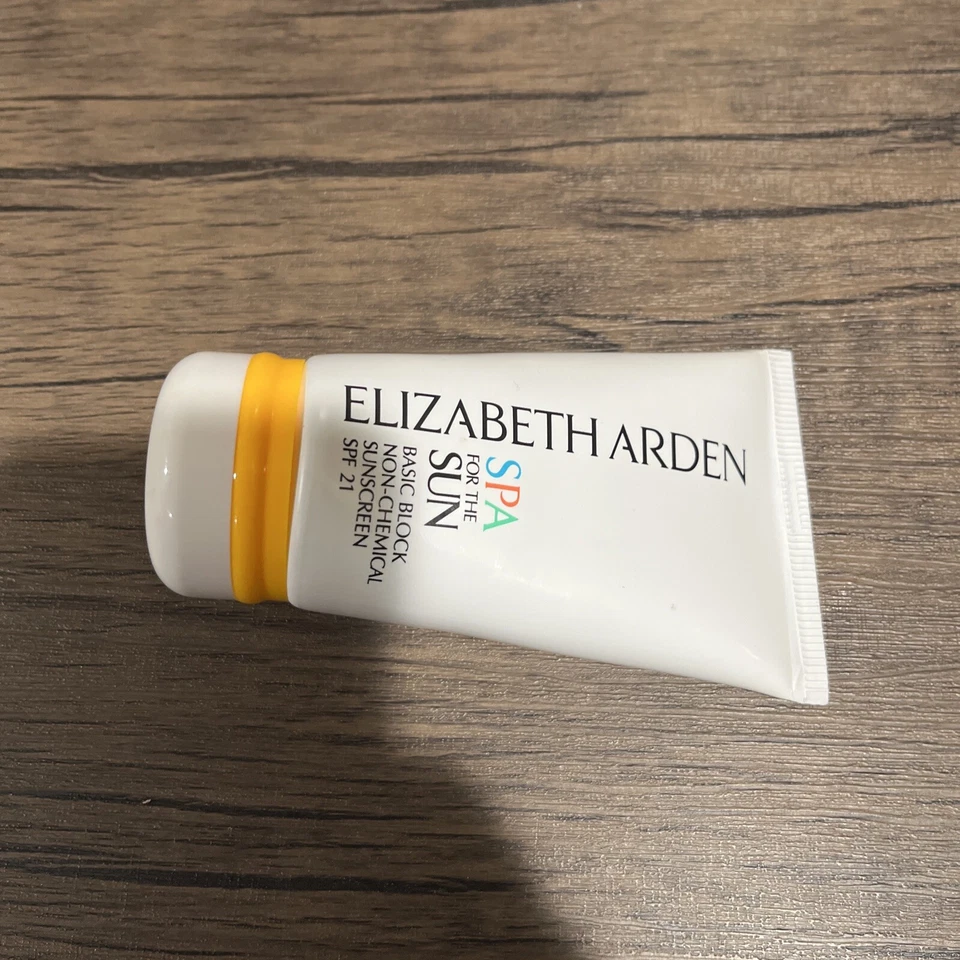 ELIZABETH ARDEN
SPA
FOR THE
SUN
BASIC BLOCK
NON-CHEMICAL
SUNSCREEN
SPF 21